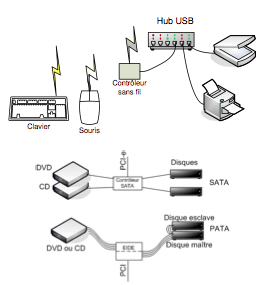 Hub USB
Contrôleur
sans fil
Clavier
Souris
PCI-e
DVD
CD
Contrôleur
SATA
Disques
SATA
Disque esclave
PATA
Disque maître
DVD ou CD
EIDE
PCI